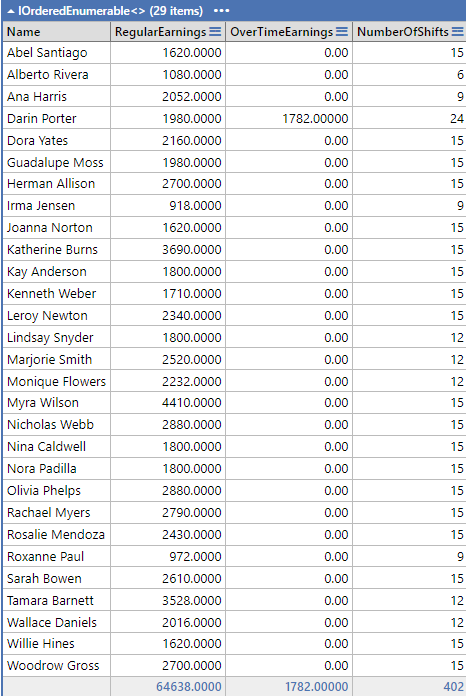 IOrderedEnumerable<> (29 items) •••
Name RegularEarnings OverTimeEarnings NumberOfShifts
Abel Santiago 1620.0000 0.00 15
Alberto Rivera 1080.0000 0.00 6
Ana Harris 2052.0000 0.00 9
Darin Porter 1980.0000 1782.00000 24
Dora Yates 2160.0000 0.00 15
Guadalupe Moss 1980.0000 0.00 15
Herman Allison 2700.0000 0.00 15
Irma Jensen 918.0000 0.00 9
Joanna Norton 1620.0000 0.00 15
Katherine Burns 3690.0000 0.00 15
Kay Anderson 1800.0000 0.00 15
Kenneth Weber 1710.0000 0.00 15
Leroy Newton 2340.0000 0.00 15
Lindsay Snyder 1800.0000 0.00 12
Marjorie Smith 2520.0000 0.00 12
Monique Flowers 2232.0000 0.00 12
Myra Wilson 4410.0000 0.00 15
Nicholas Webb 2880.0000 0.00 15
Nina Caldwell 1800.0000 0.00 15
Nora Padilla 1800.0000 0.00 15
Olivia Phelps 2880.0000 0.00 15
Rachael Myers 2790.0000 0.00 15
Rosalie Mendoza 2430.0000 0.00 15
Roxanne Paul 972.0000 0.00 9
Sarah Bowen 2610.0000 0.00 15
Tamara Barnett 3528.0000 0.00 12
Wallace Daniels 2016.0000 0.00 12
Willie Hines 1620.0000 0.00 15
Woodrow Gross 2700.0000 0.00 15
64638.0000 1782.00000 402